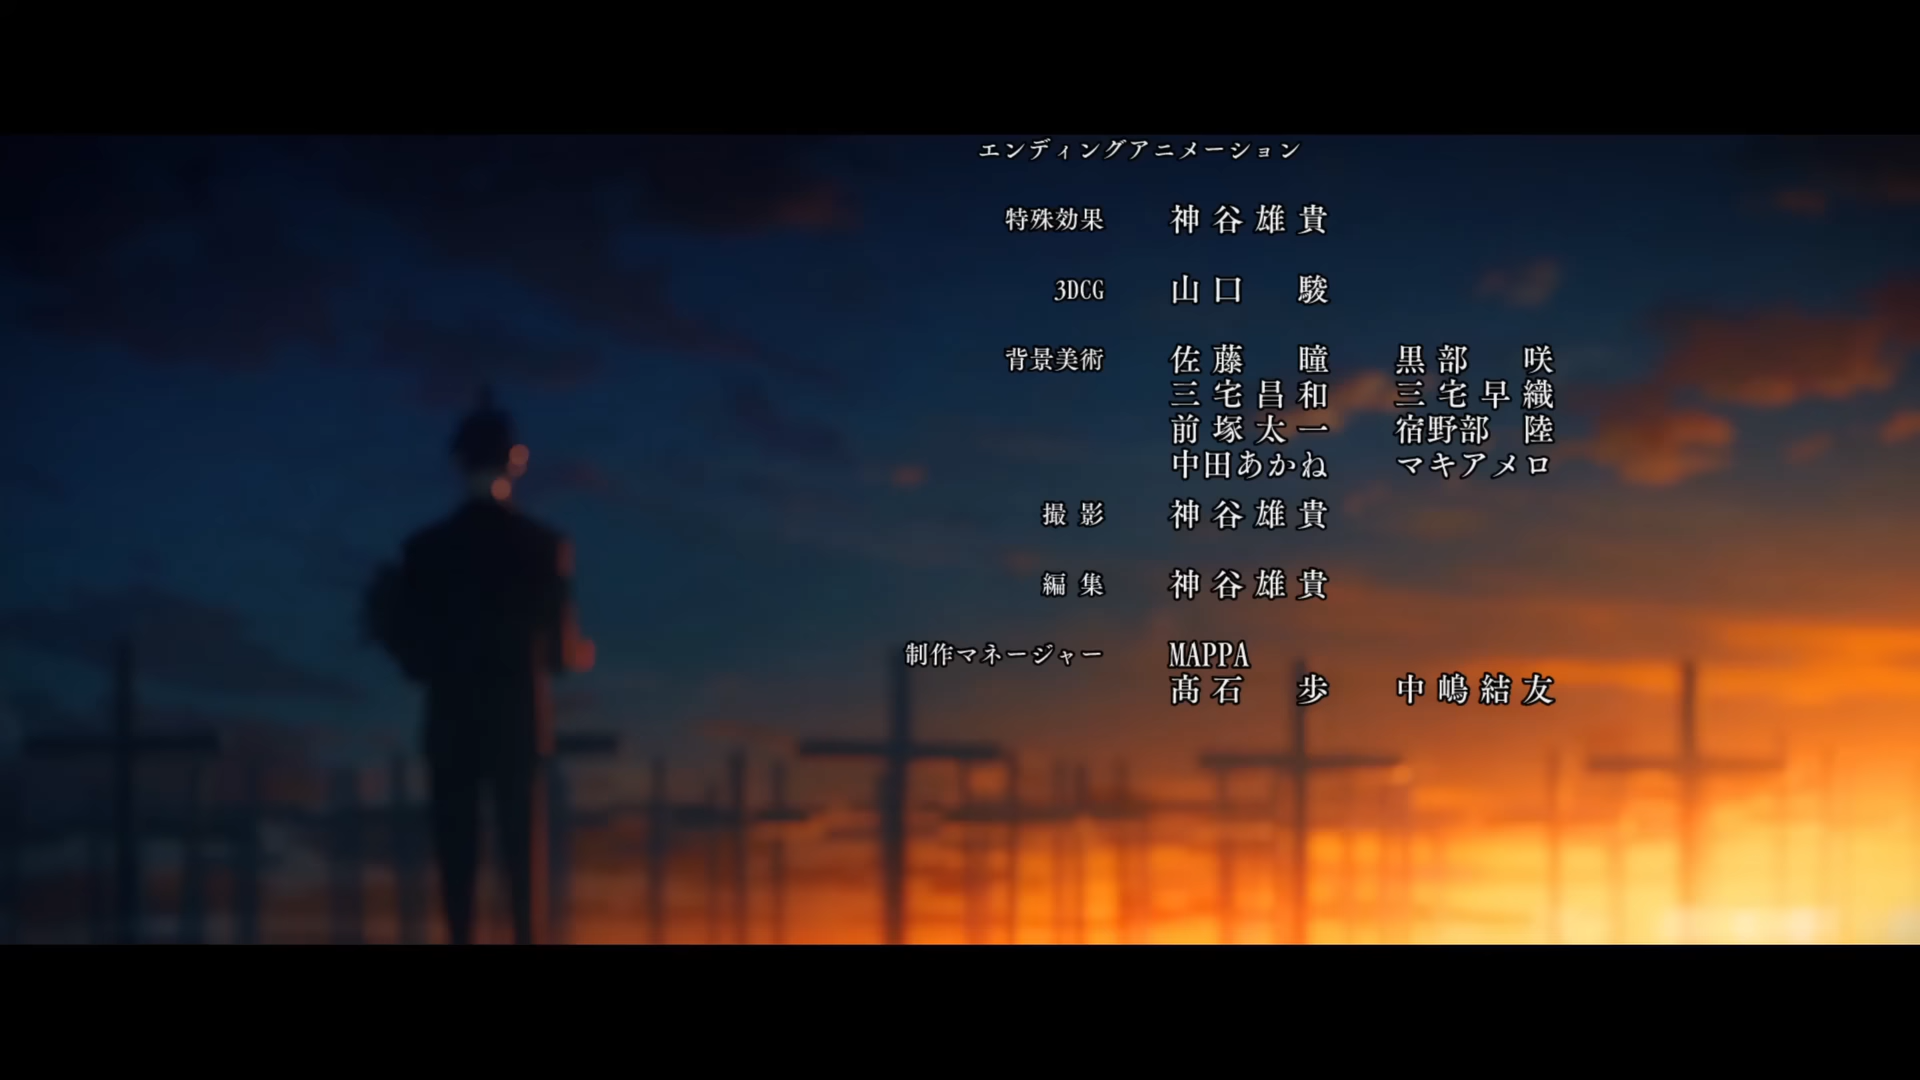 エンディングアニメーション
特殊効果 神谷雄貴
3DCG 山口 駿
背景美術 佐藤 瞳 黒部 咲
三宅昌和 三宅早織
前塚太一 宿野部 陸
中田あかね マキアメロ
撮影 神谷雄貴
編集 神谷雄貴
制作マネージャー MAPPA
髙石 歩 中嶋結友